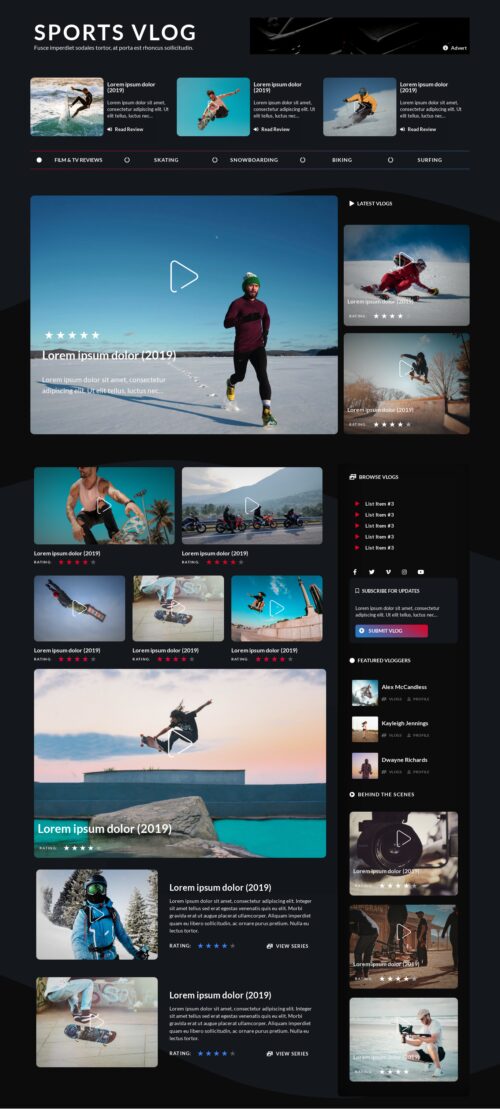 SPORTS VLOG
Fusce imperdiet sodales tortor, at porta est rhoncus sollicitudin.
Advert
Lorem ipsum dolor
(2019)
Lorem ipsum dolor sit amet,
consectetur adipiscing elit. Ut
elit tellus, luctus nec...
Read Review
Lorem ipsum dolor
(2019)
Lorem ipsum dolor sit amet,
consectetur adipiscing elit. Ut
elit tellus, luctus nec...
Read Review
Lorem ipsum dolor
(2019)
Lorem ipsum dolor sit amet,
consectetur adipiscing elit. Ut
elit tellus, luctus nec...
Read Review
FILM & TV REVIEWS
SKATING
SNOWBOARDING
BIKING
SURFING
Lorem ipsum dolor (2019)
Lorem ipsum dolor sit amet, consectetur
adipiscing elit. Ut elit tellus, luctus nec...
LATEST VLOGS
Lorem ipsum dolor (2019)
RATING:
Lorem ipsum dolor (2019)
RATING:
Lorem ipsum dolor (2019)
RATING:
Lorem ipsum dolor (2019)
RATING:
Lorem ipsum dolor (2019)
RATING:
Lorem ipsum dolor (2019)
RATING:
Lorem ipsum dolor (2019)
RATING:
Lorem ipsum dolor (2019)
RATING:
Lorem ipsum dolor (2019)
Lorem ipsum dolor sit amet, consectetur adipiscing elit. Integer
sit amet tellus sed erat egestas venenatis quis quis ex. Morbi
gravida erat ut augue placerat ullamcorper. Aliquam imperdiet
quam eu libero sollicitudin, ac ornare purus pretium. Nulla eu
lectus tortor.
RATING:
VIEW SERIES
Lorem ipsum dolor (2019)
Lorem ipsum dolor sit amet, consectetur adipiscing elit. Integer
sit amet tellus sed erat egestas venenatis quis quis ex. Morbi
gravida erat ut augue placerat ullamcorper. Aliquam imperdiet
quam eu libero sollicitudin, ac ornare purus pretium. Nulla eu
lectus tortor.
RATING:
VIEW SERIES
BROWSE VLOGS
List Item #3
List Item #3
List Item #3
List Item #3
List Item #3
SUBSCRIBE FOR UPDATES
Lorem ipsum dolor sit amet, consectetur
adipiscing elit. Ut elit tellus, luctus nec...
SUBMIT VLOG
FEATURED VLOGGERS
Alex McCandless
VLOGS
PROFILE
Kayleigh Jennings
VLOGS
PROFILE
Dwayne Richards
VLOGS
PROFILE
BEHIND THE SCENES
Lorem ipsum dolor (2019)
RATING:
Lorem ipsum dolor (2019)
RATING:
Lorem ipsum dolor (2019)
RATING: